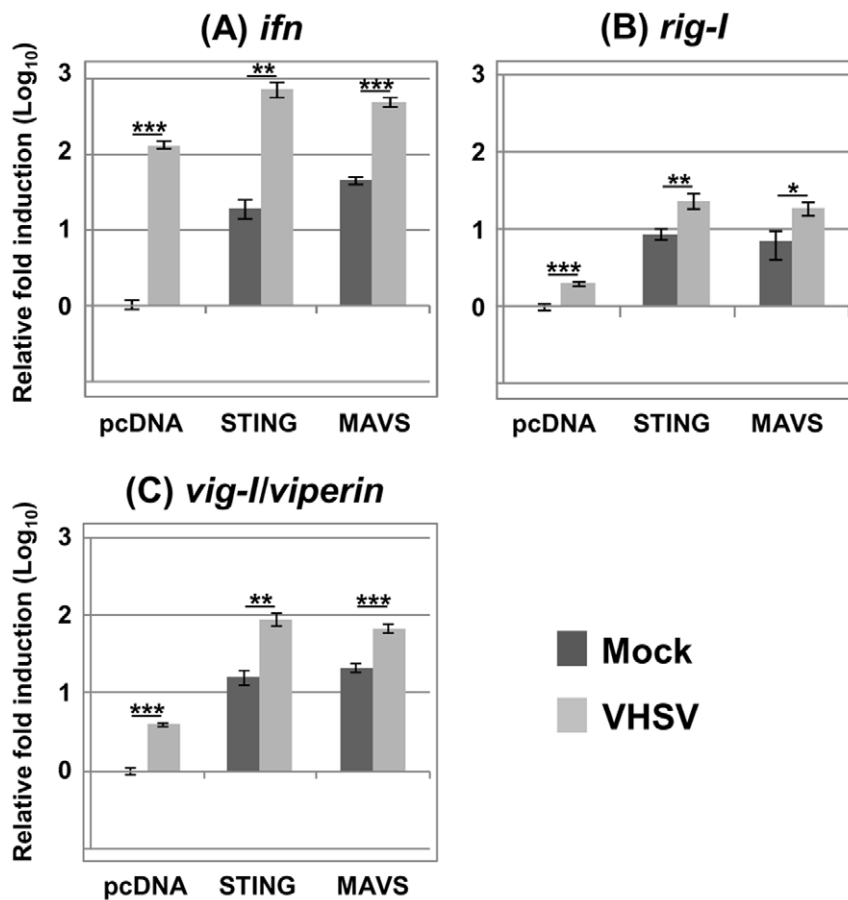 (A) ifn
Relative fold induction (Log10)
3
2
1
0
***
**
***
pcDNA STING MAVS
(B) rig-I
3
2
1
0
***
**
*
pcDNA STING MAVS
(C) vig-I/viperin
Relative fold induction (Log10)
3
2
1
0
***
**
***
pcDNA STING MAVS
Mock
VHSV